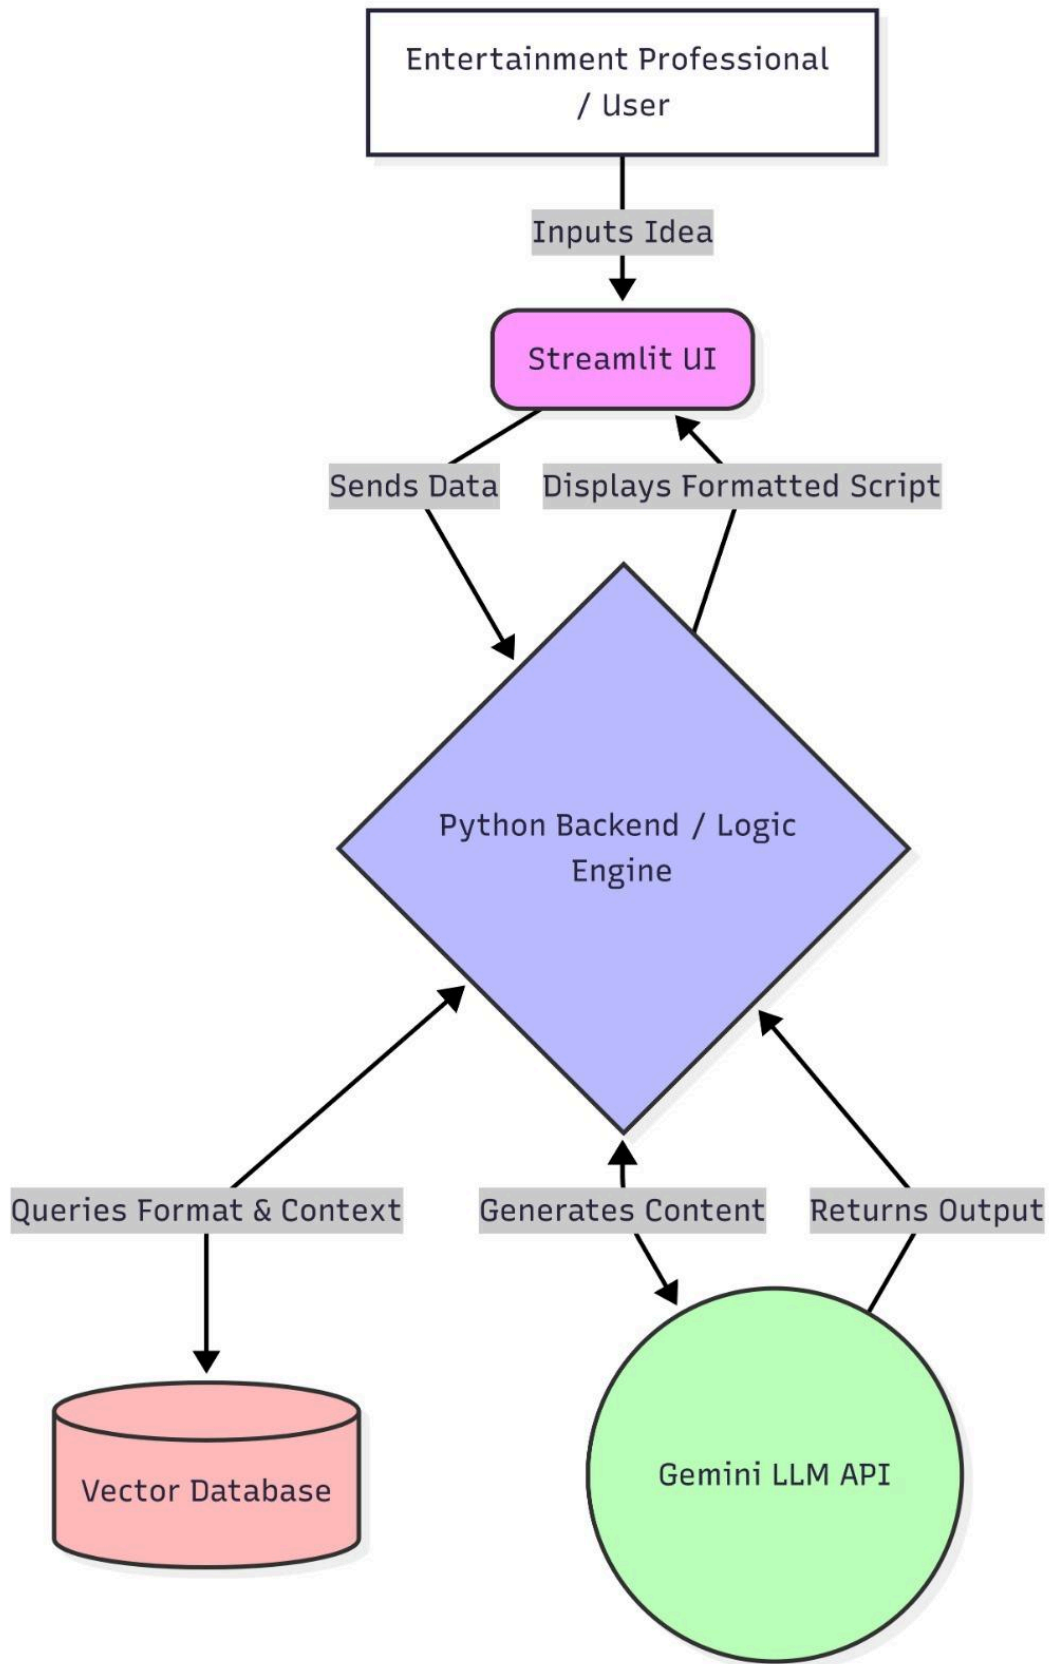 Entertainment Professional
/ User
Inputs Idea
Streamlit UI
Sends Data
Displays Formatted Script
Python Backend / Logic
Engine
Queries Format & Context
Generates Content
Returns Output
Vector Database
Gemini LLM API